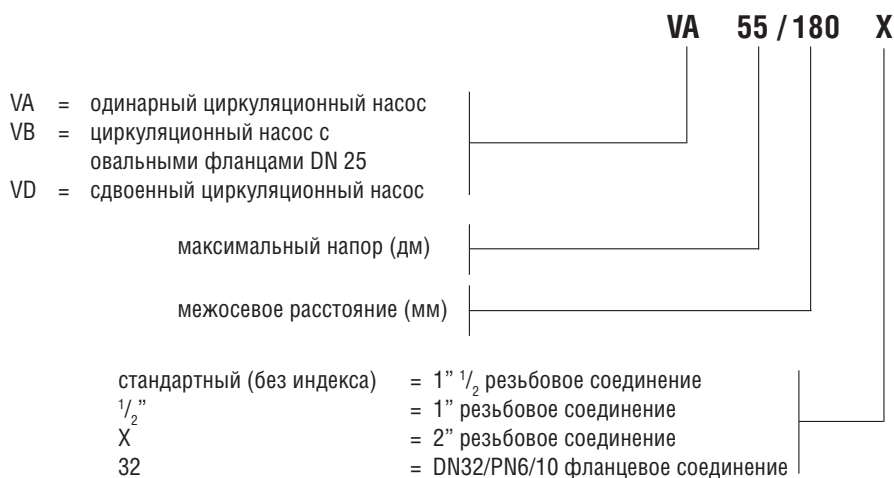 VA 55 / 180 X
VA = одинарный циркуляционный насос
VB = циркуляционный насос с
овальными фланцами DN 25
VD = сдвоенный циркуляционный насос
максимальный напор (дм)
межосевое расстояние (мм)
стандартный (без индекса) = 1” 1/2 резьбовое соединение
1/2” = 1” резьбовое соединение
X = 2” резьбовое соединение
32 = DN32/PN6/10 фланцевое соединение